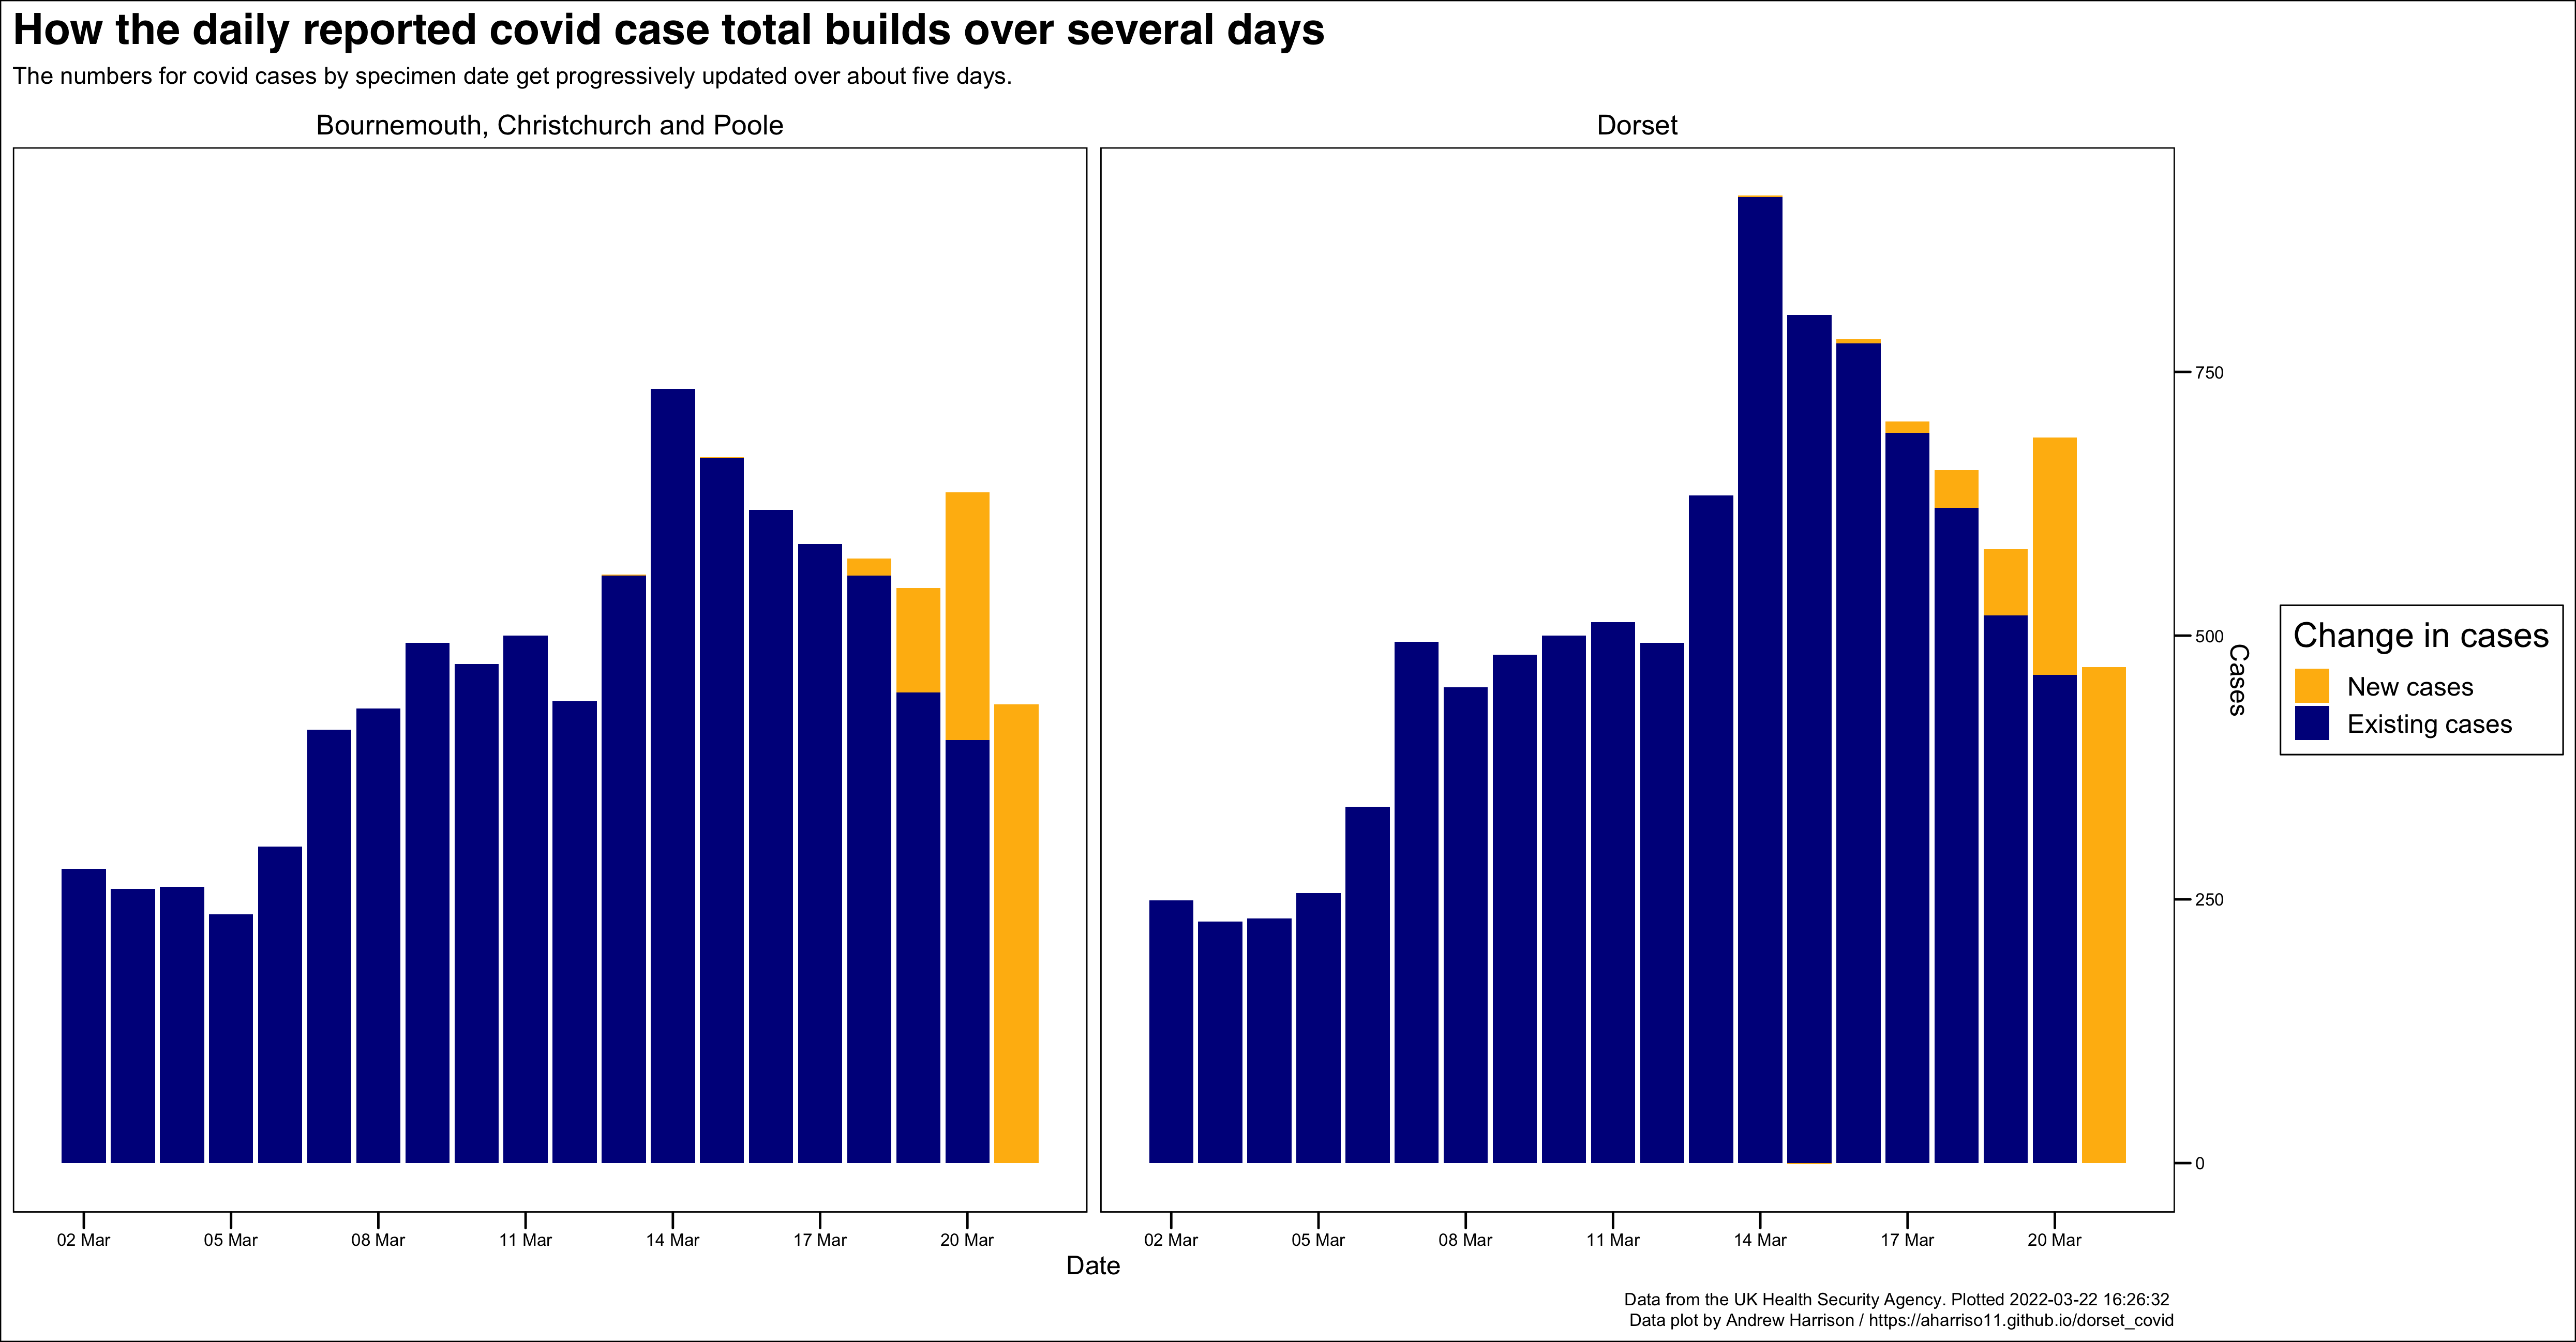 How the daily reported covid case total builds over several days
The numbers for covid cases by specimen date get progressively updated over about five days.
Bournemouth, Christchurch and Poole
Dorset
750
500
250
0
Cases
Change in cases
New cases
Existing cases
02 Mar 05 Mar 08 Mar 11 Mar 14 Mar 17 Mar 20 Mar
02 Mar 05 Mar 08 Mar 11 Mar 14 Mar 17 Mar 20 Mar
Date
Data from the UK Health Security Agency. Plotted 2022-03-22 16:26:32
Data plot by Andrew Harrison / https://aharriso11.github.io/dorset_covid